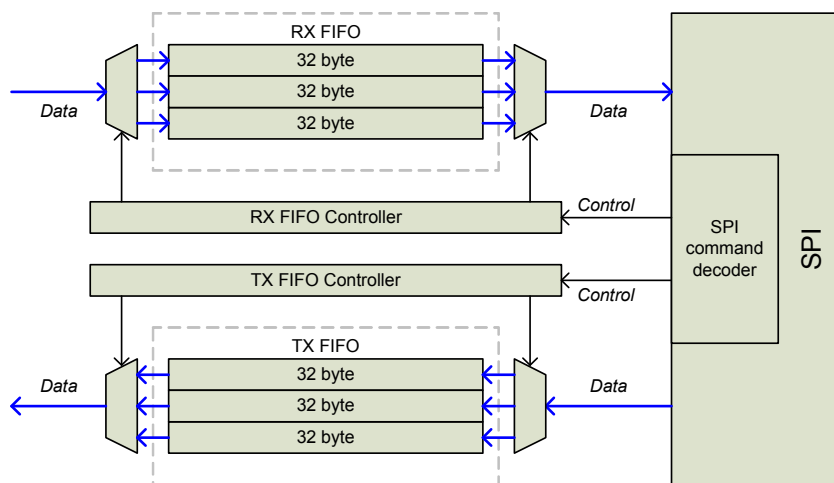 RX FIFO
32 byte
32 byte
32 byte
Data
Data
RX FIFO Controller
Control
SPI
command
decoder
SPI
TX FIFO Controller
Control
TX FIFO
32 byte
32 byte
32 byte
Data
Data